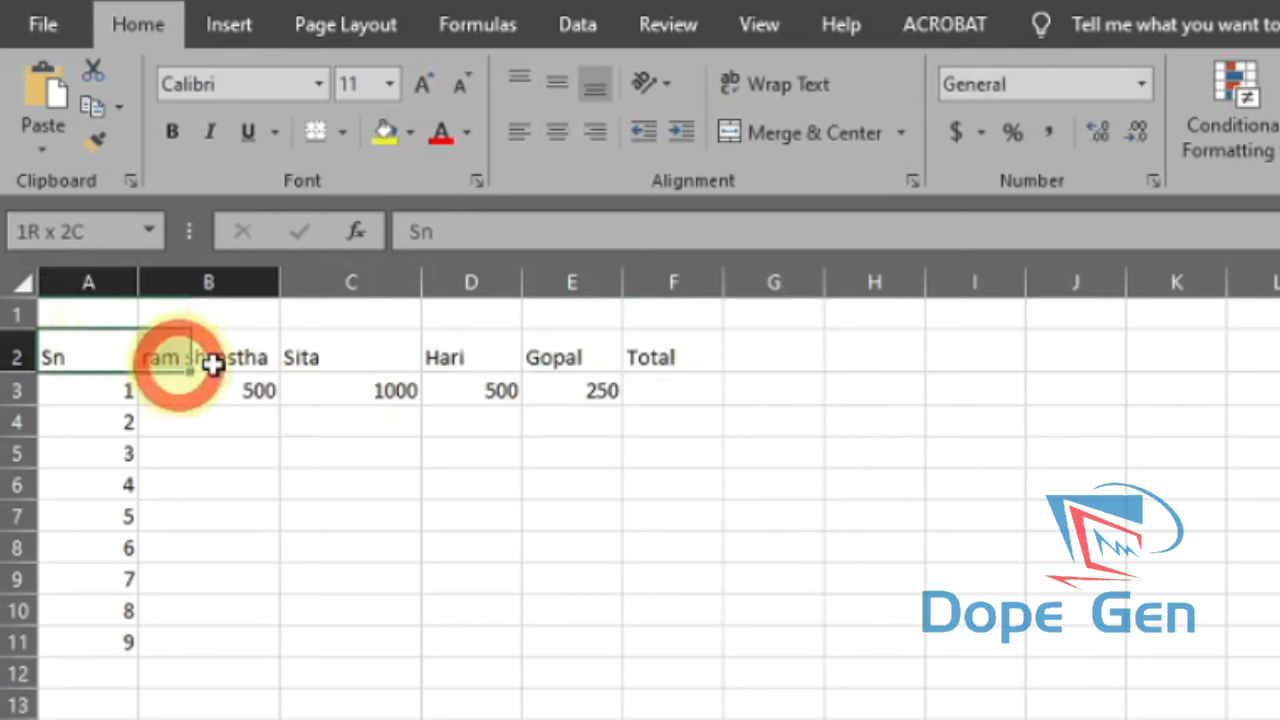 File Home Insert Page Layout Formulas Data Review View Help ACROBAT Tell me what you want to
Calibri 11 Wrap Text General
Paste B I U A Merge & Center $ % Conditional
Formatting
Clipboard Font Alignment Number
1R x 2C fx Sn
A B C D E F G H I J K L
1
2 Sn ram shrestha Sita Hari Gopal Total
3 1 500 1000 500 250
4 2
5 3
6 4
7 5
8 6
9 7
10 8
11 9
12
13
Dope Gen